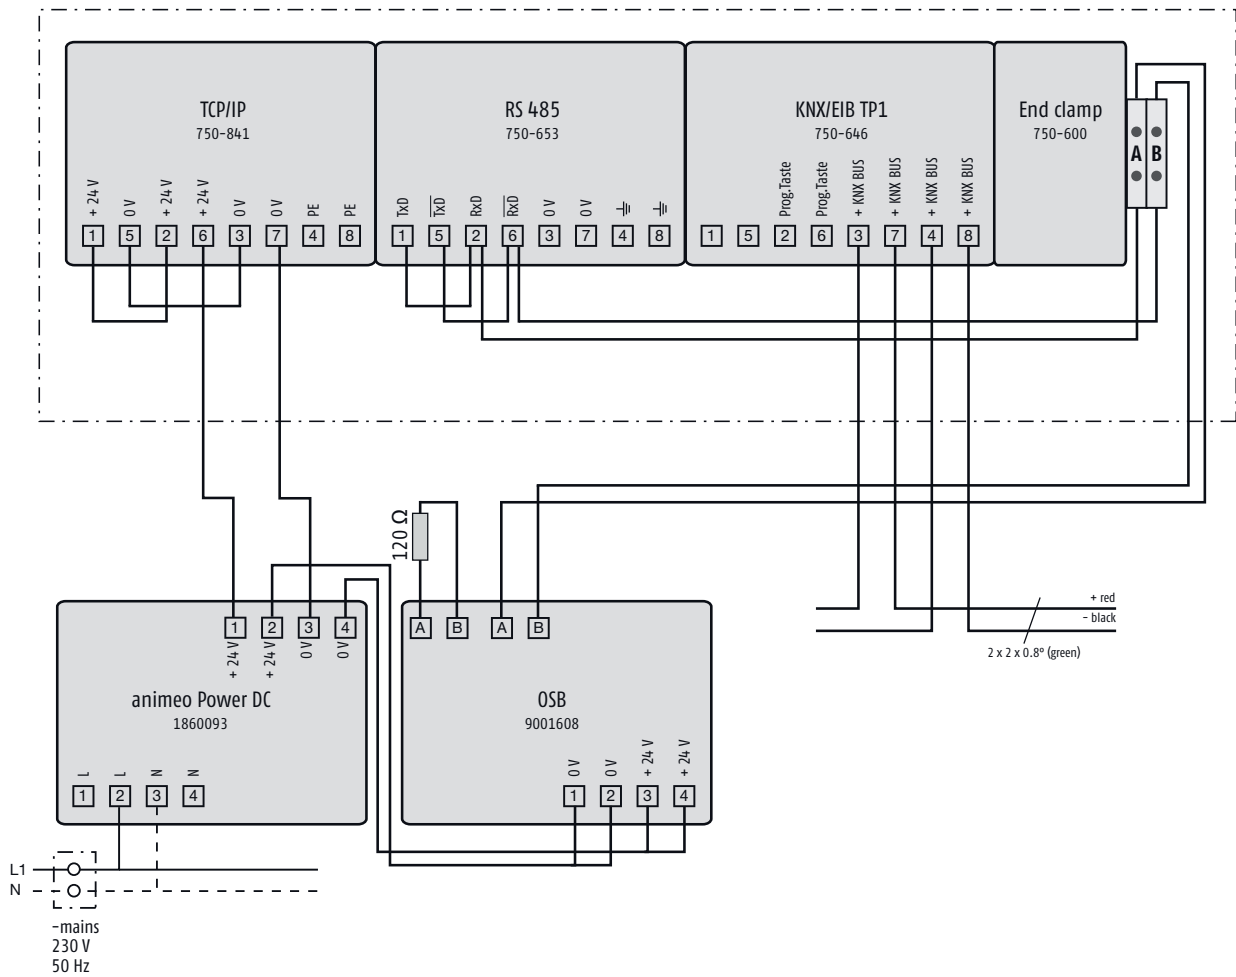 TCP/IP
750-841
+ 24 V
0 V
+ 24 V
+ 24 V
0 V
0 V
PE
PE
1
5
2
6
3
7
4
8
RS 485
750-653
TxD
TxD
RxD
RxD
0 V
0 V
1
5
2
6
3
7
4
8
KNX/EIB TP1
750-646
Prog.Taste
Prog.Taste
+ KNX BUS
+ KNX BUS
+ KNX BUS
+ KNX BUS
1
5
2
6
3
7
4
8
End clamp
750-600
A
B
120 Ω
1
2
3
4
+ 24 V
+ 24 V
0 V
0 V
animeo Power DC
1860093
L
L
N
N
1
2
3
4
A
B
A
B
OSB
9001608
0 V
0 V
+ 24 V
+ 24 V
1
2
3
4
+ red
- black
2 x 2 x 0.8º (green)
L1
N
~mains
230 V
50 Hz